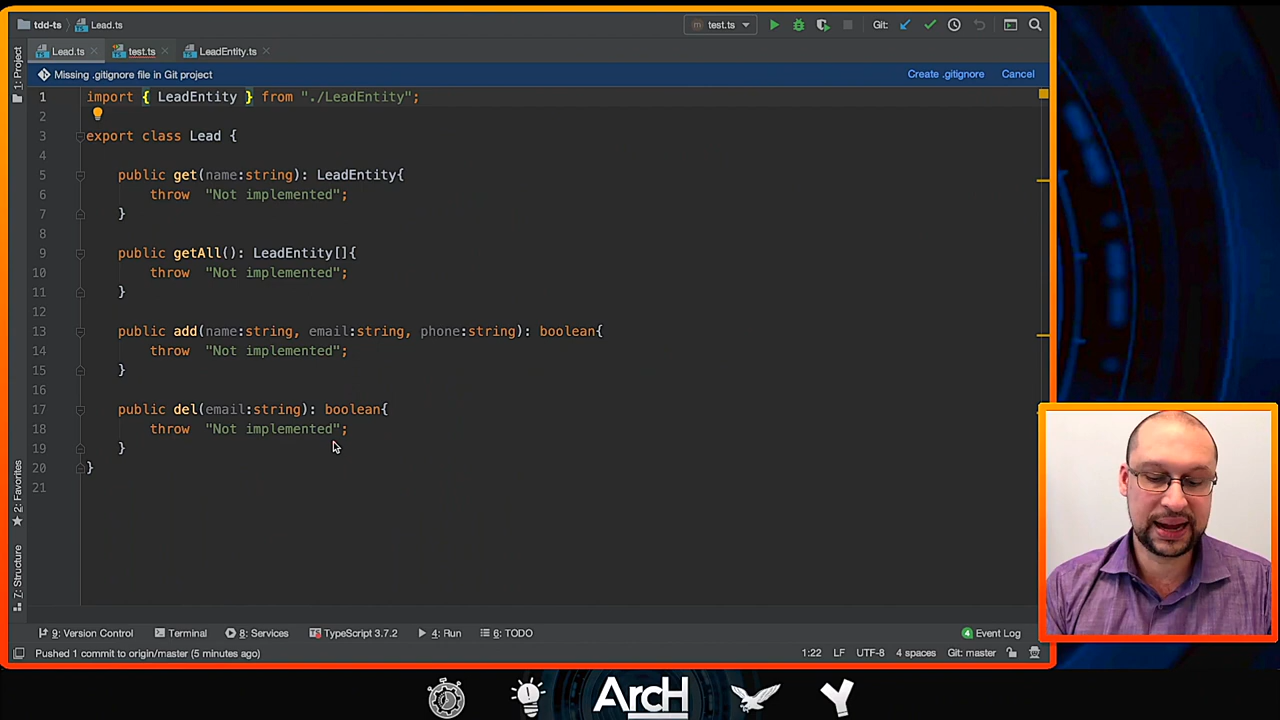 tdd-ts › Lead.ts
test.ts
Git:
1: Project
Lead.ts
test.ts
LeadEntity.ts
Missing .gitignore file in Git project
Create .gitignore
Cancel
1 import { LeadEntity } from "./LeadEntity";
2
3 export class Lead {
4
5 public get(name:string): LeadEntity{
6 throw "Not implemented";
7 }
8
9 public getAll(): LeadEntity[]{
10 throw "Not implemented";
11 }
12
13 public add(name:string, email:string, phone:string): boolean{
14 throw "Not implemented";
15 }
16
17 public del(email:string): boolean{
18 throw "Not implemented";
19 }
20 }
21
2: Favorites
7: Structure
9: Version Control
Terminal
8: Services
TypeScript 3.7.2
4: Run
6: TODO
4 Event Log
Pushed 1 commit to origin/master (5 minutes ago)
1:22 LF UTF-8 4 spaces Git: master
ArcH